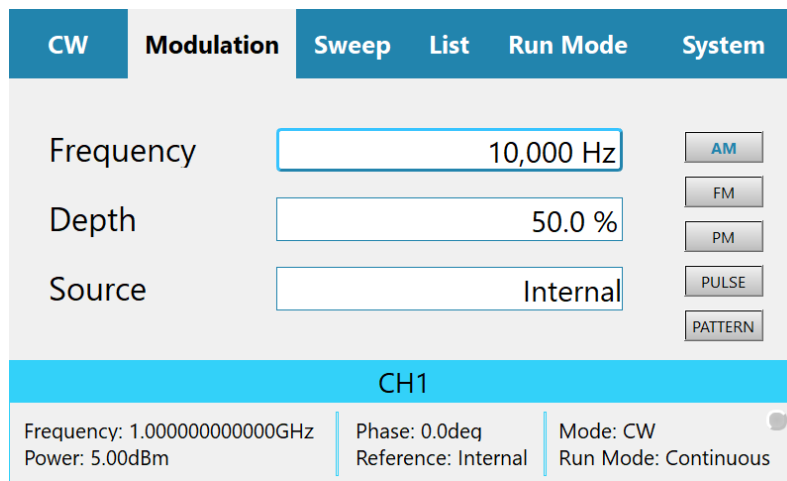 CW Modulation Sweep List Run Mode System
Frequency 10,000 Hz AM
FM
Depth 50.0 % PM
Source Internal PULSE
PATTERN
CH1
Frequency: 1.000000000000GHz Phase: 0.0deg Mode: CW
Power: 5.00dBm Reference: Internal Run Mode: Continuous